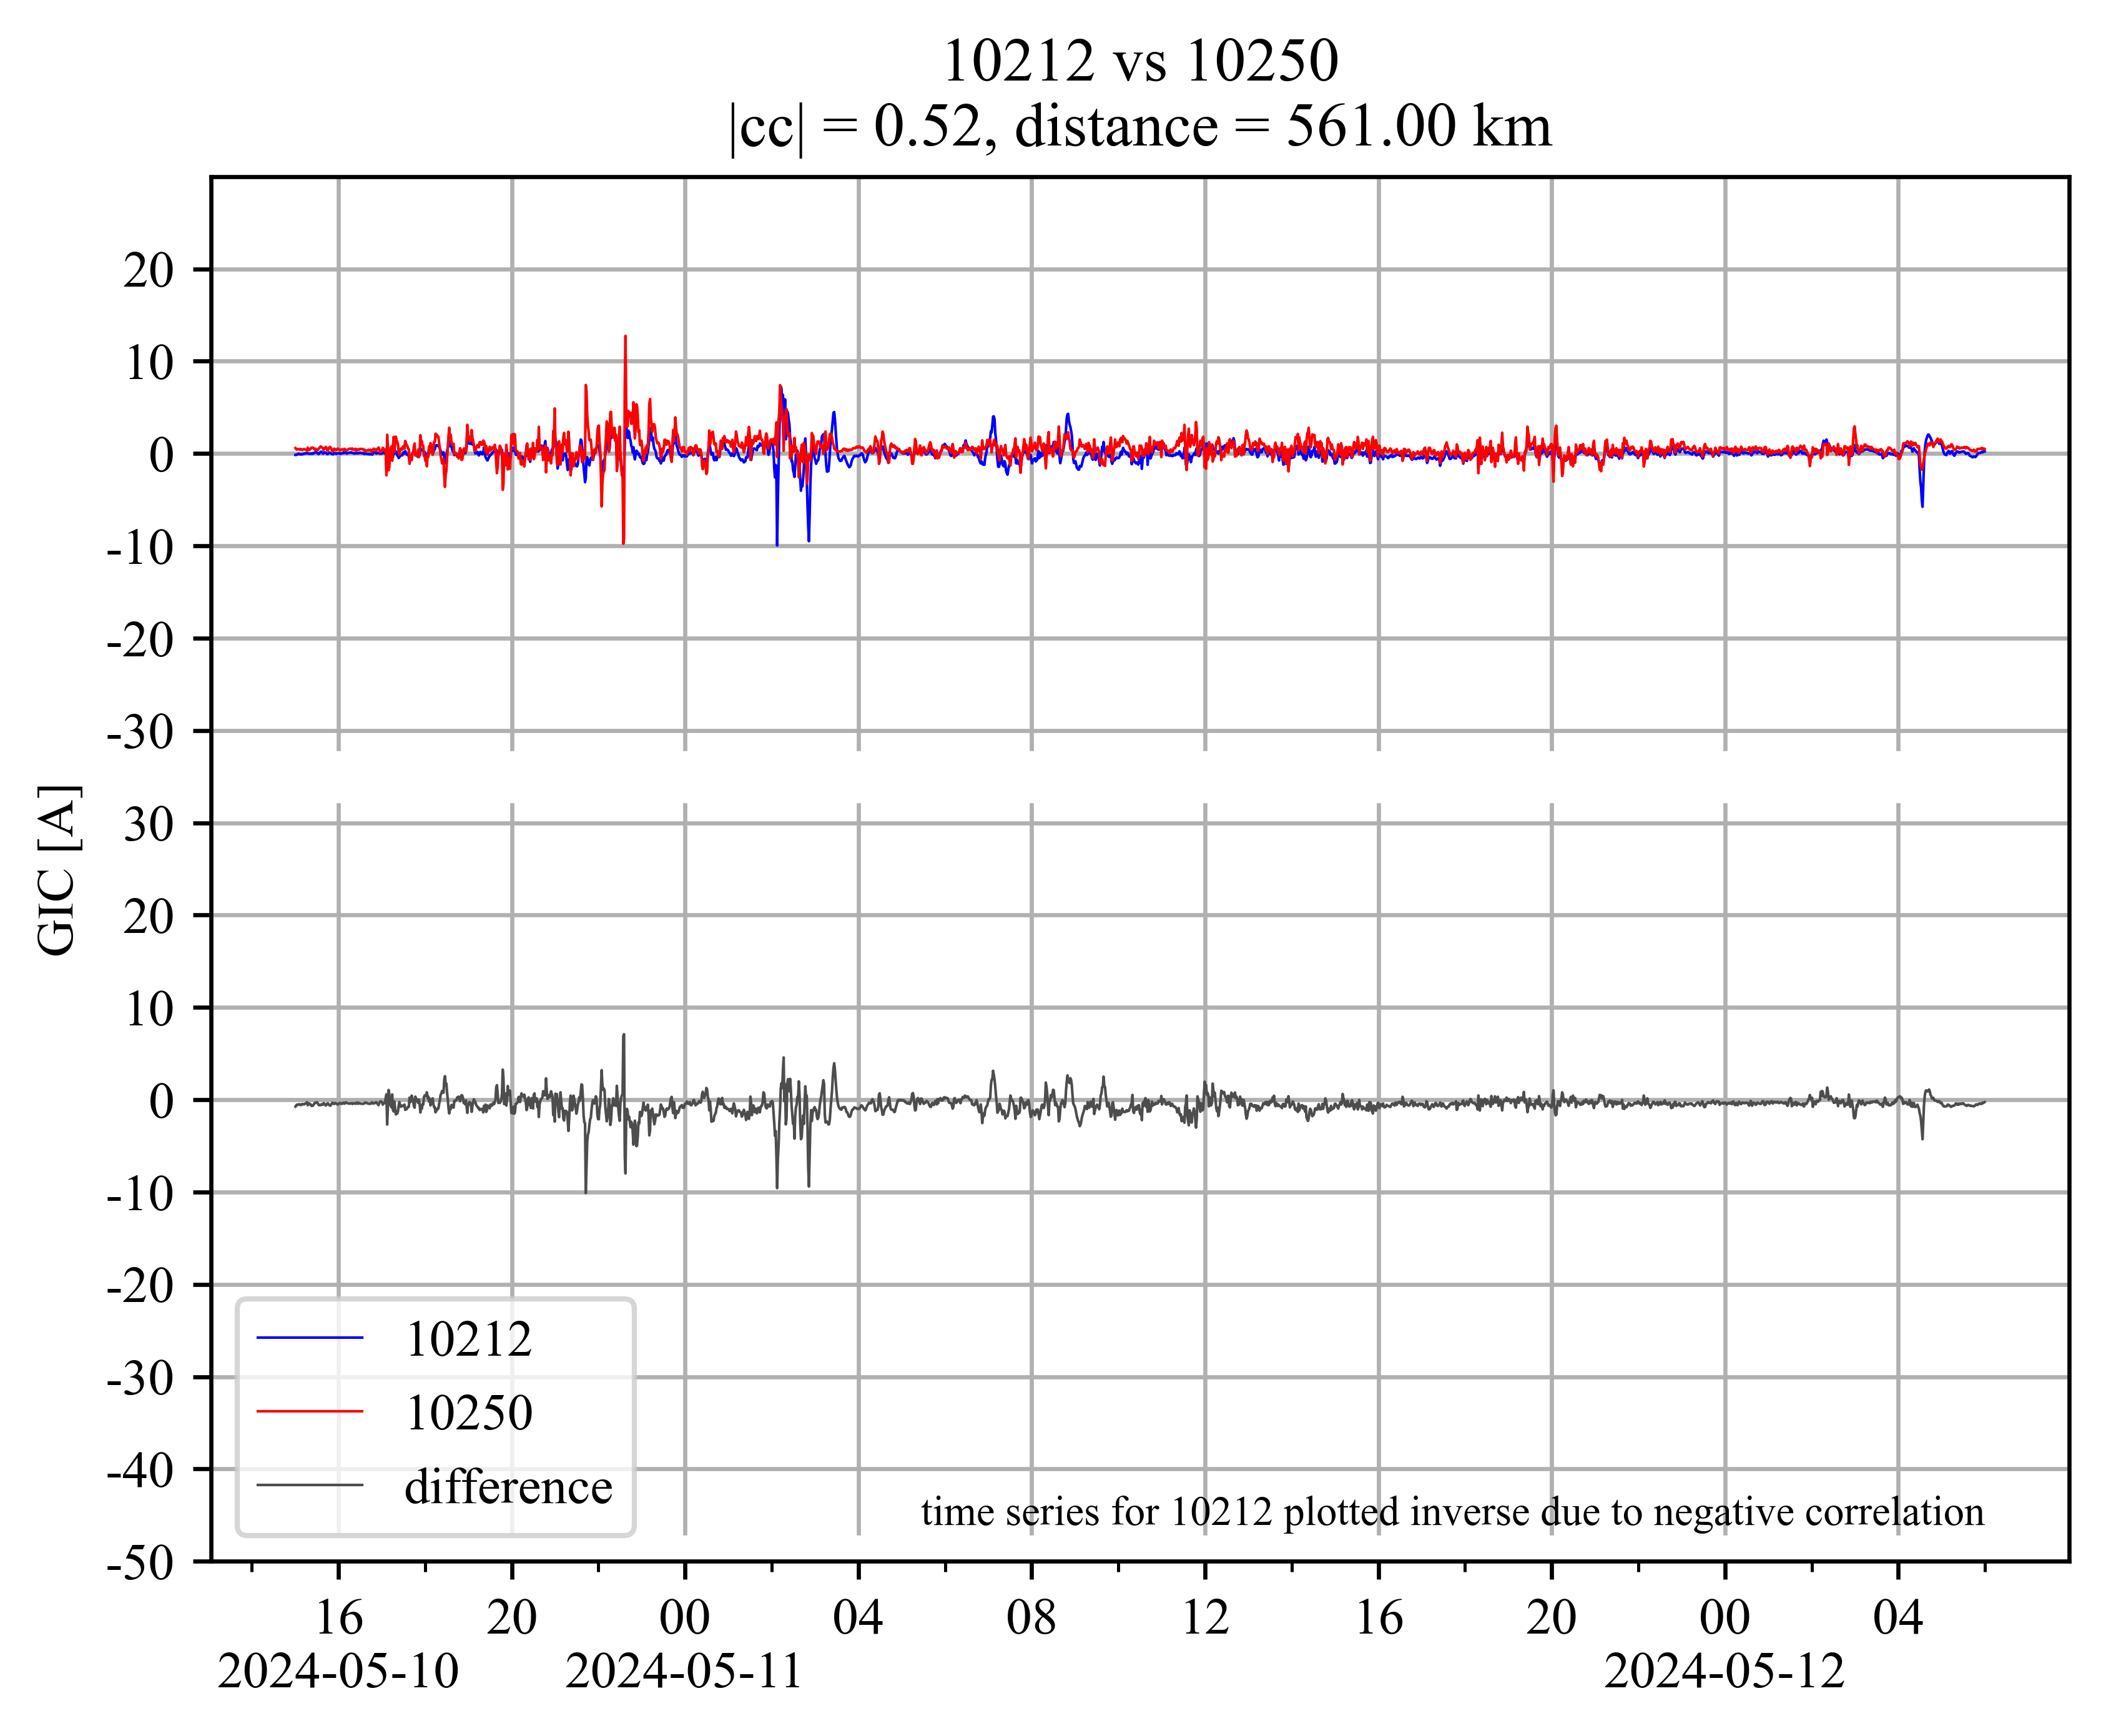 10212 vs 10250
|cc| = 0.52, distance = 561.00 km
20
10
0
-10
-20
-30
GIC [A]
30
20
10
0
-10
-20
-30
-40
-50
10212
10250
difference
time series for 10212 plotted inverse due to negative correlation
16 20 00 04 08 12 16 20 00 04
2024-05-10 2024-05-11 2024-05-12